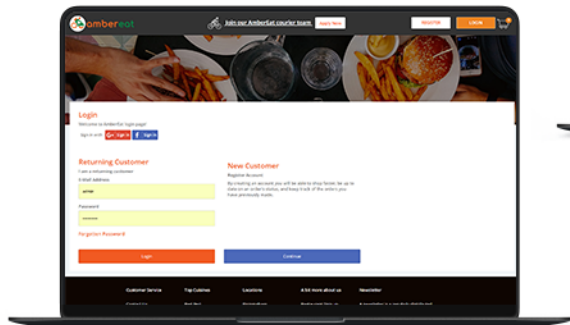 ambereat
Join our AmberEat courier team
Apply Now
REGISTER
LOGIN
Login
Welcome to AmberEat login page!
Sign in with
G+ Sign in
f Sign in
Returning Customer
I am a returning customer
E-Mail Address
Password
Forgotten Password
Login
New Customer
Register Account
By creating an account you will be able to shop faster, be up to
date on an order's status, and keep track of the orders you
have previously made.
Continue
Customer Service
Top Cuisines
Locations
A bit more about us
Newsletter